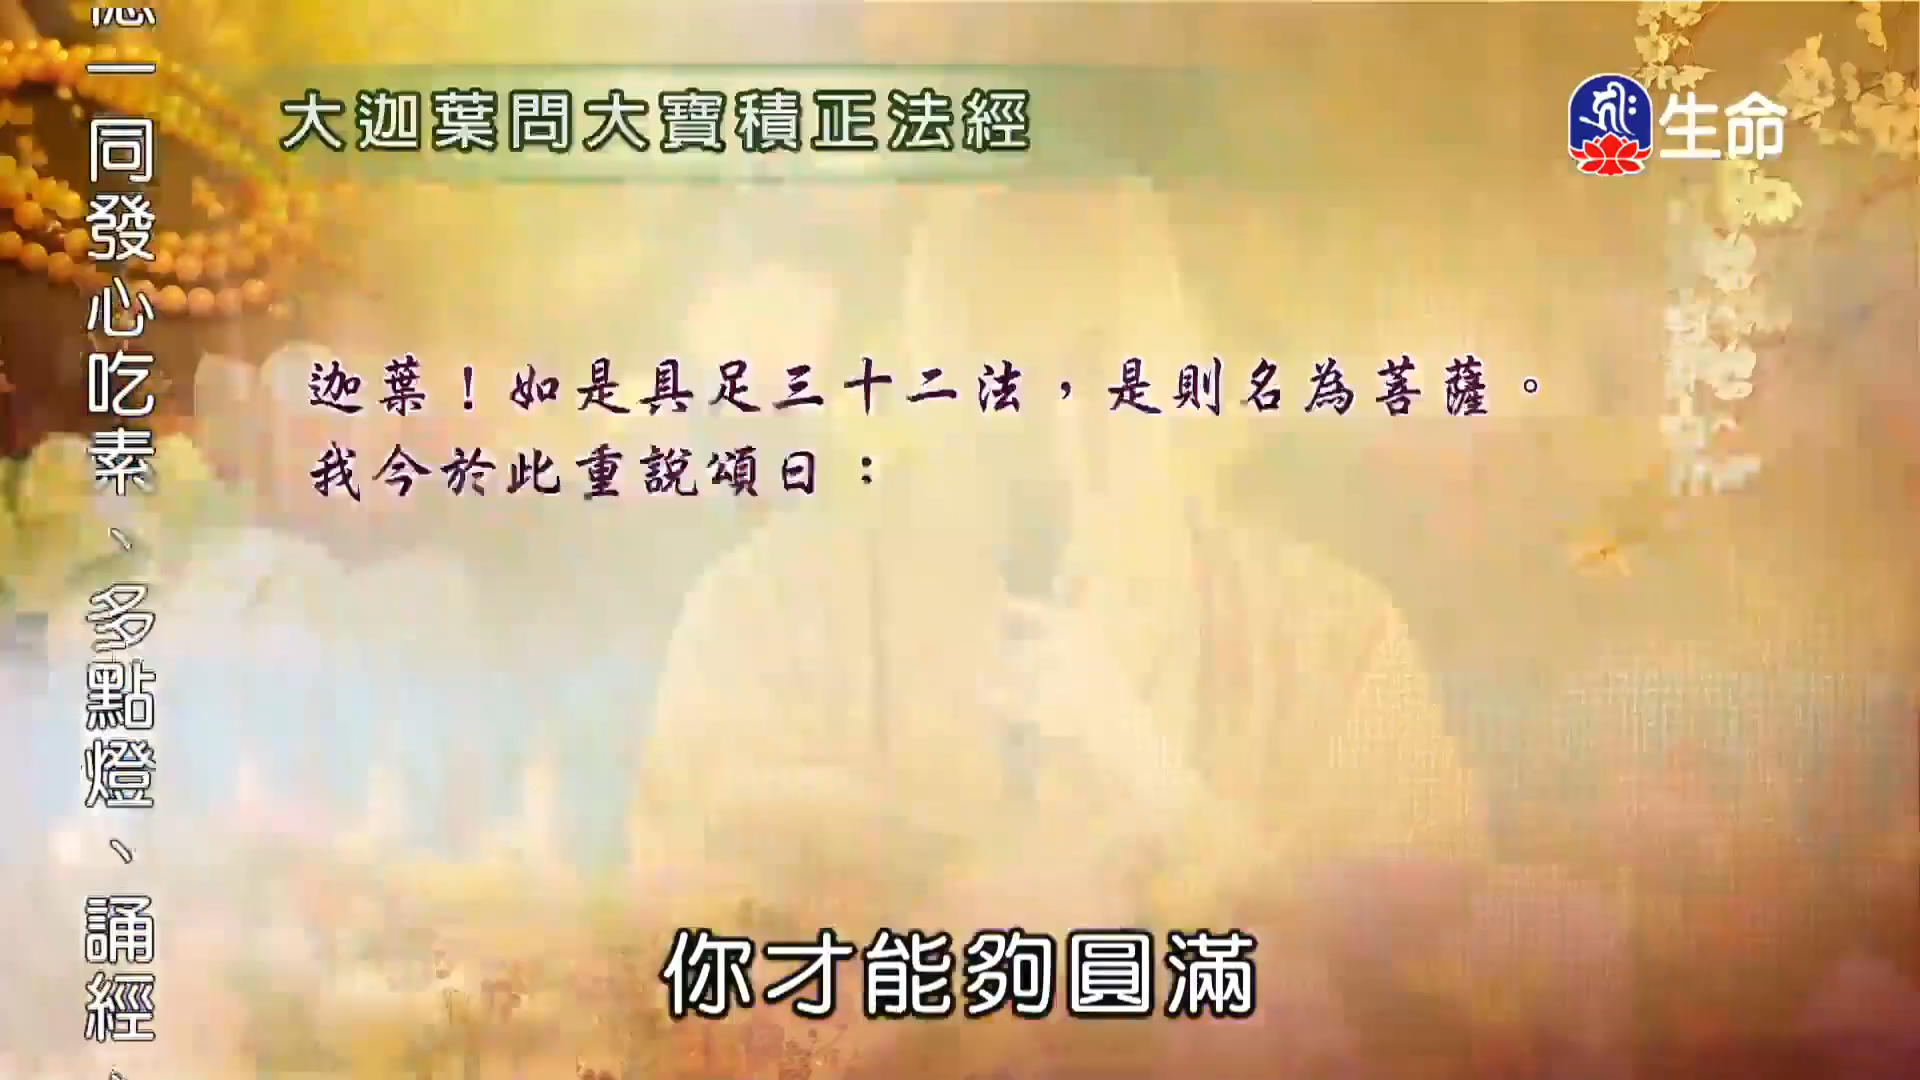 大迦葉問大寶積正法經
生命
迦葉！如是具足三十二法，是則名為菩薩。
我今於此重說頌曰：
一同發心吃素、多點燈、誦經、
你才能夠圓滿